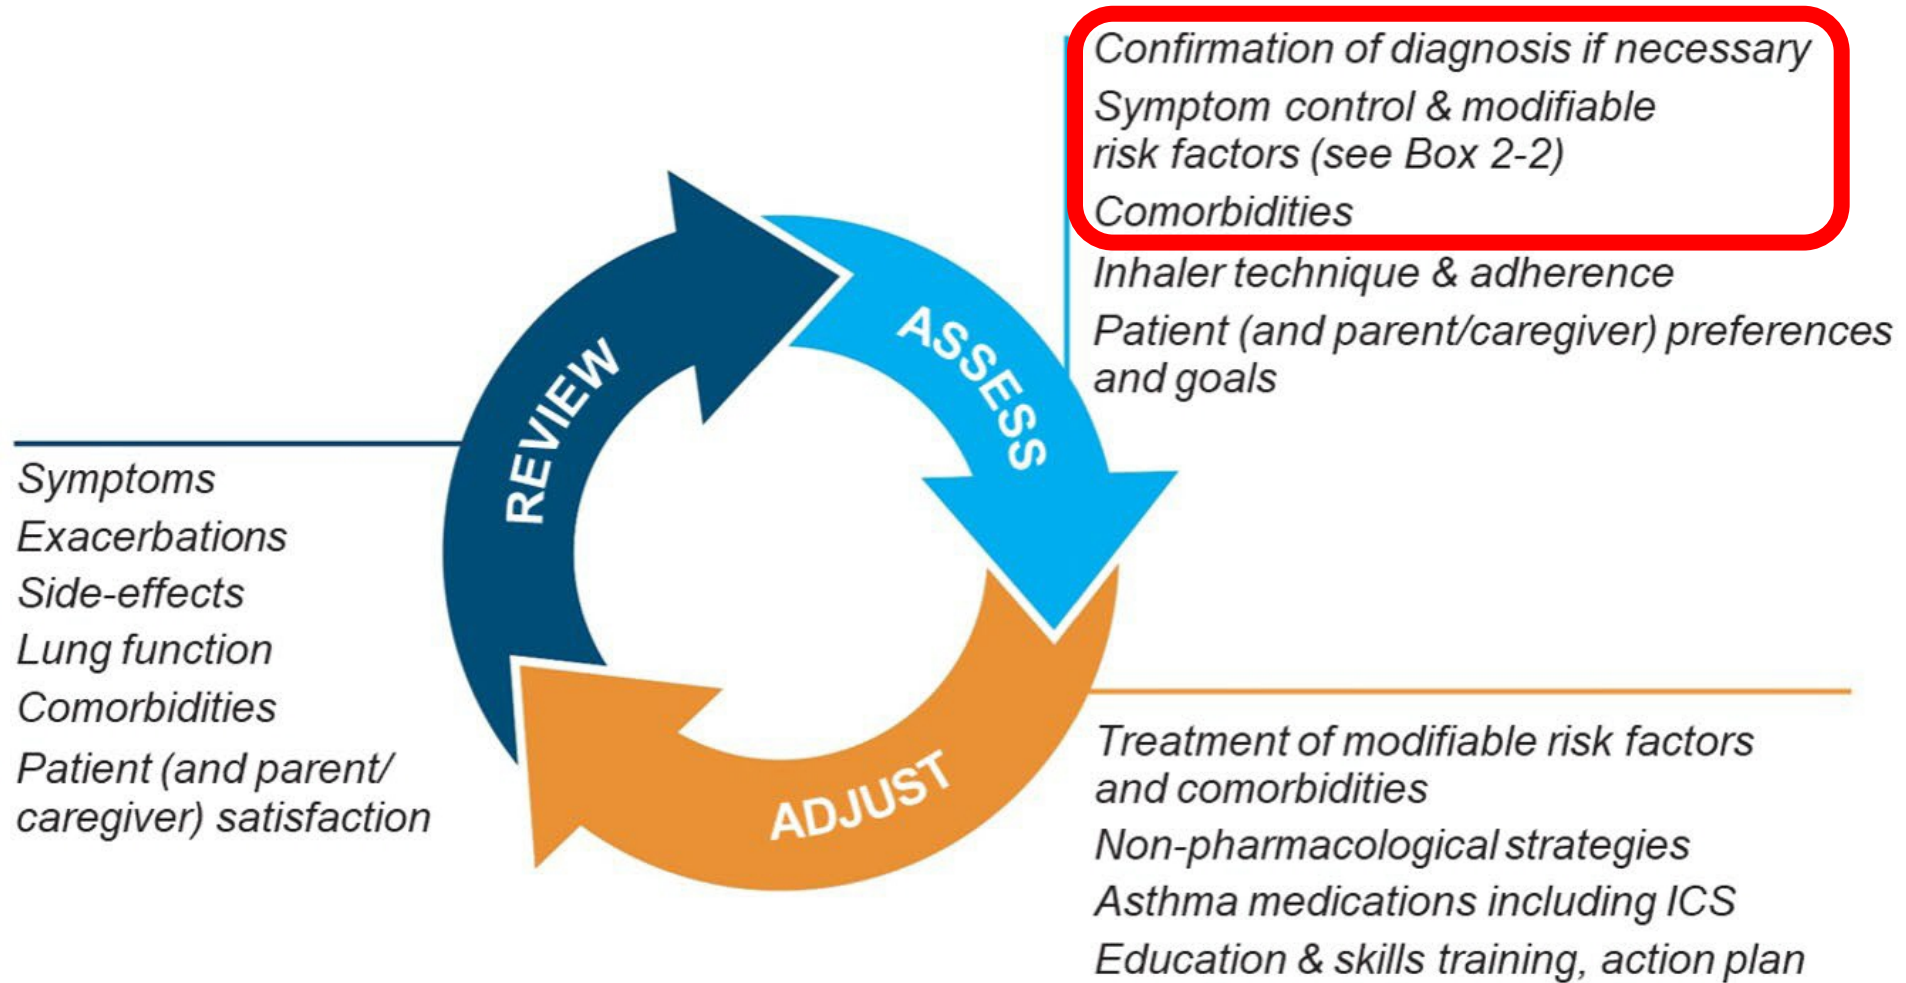 Confirmation of diagnosis if necessary
Symptom control & modifiable
risk factors (see Box 2-2)
Comorbidities
Inhaler technique & adherence
Patient (and parent/caregiver) preferences
and goals
ASSESS
REVIEW
Symptoms
Exacerbations
Side-effects
Lung function
Comorbidities
Patient (and parent/
caregiver) satisfaction
ADJUST
Treatment of modifiable risk factors
and comorbidities
Non-pharmacological strategies
Asthma medications including ICS
Education & skills training, action plan